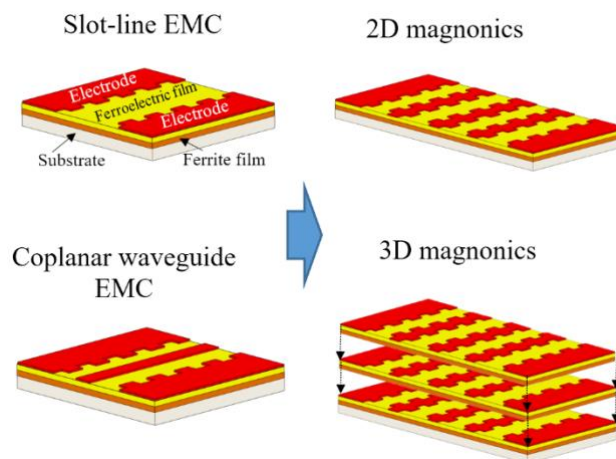 Slot-line EMC
Electrode
Ferroelectric film
Electrode
Substrate
Ferrite film
2D magnonics
Coplanar waveguide
EMC
3D magnonics